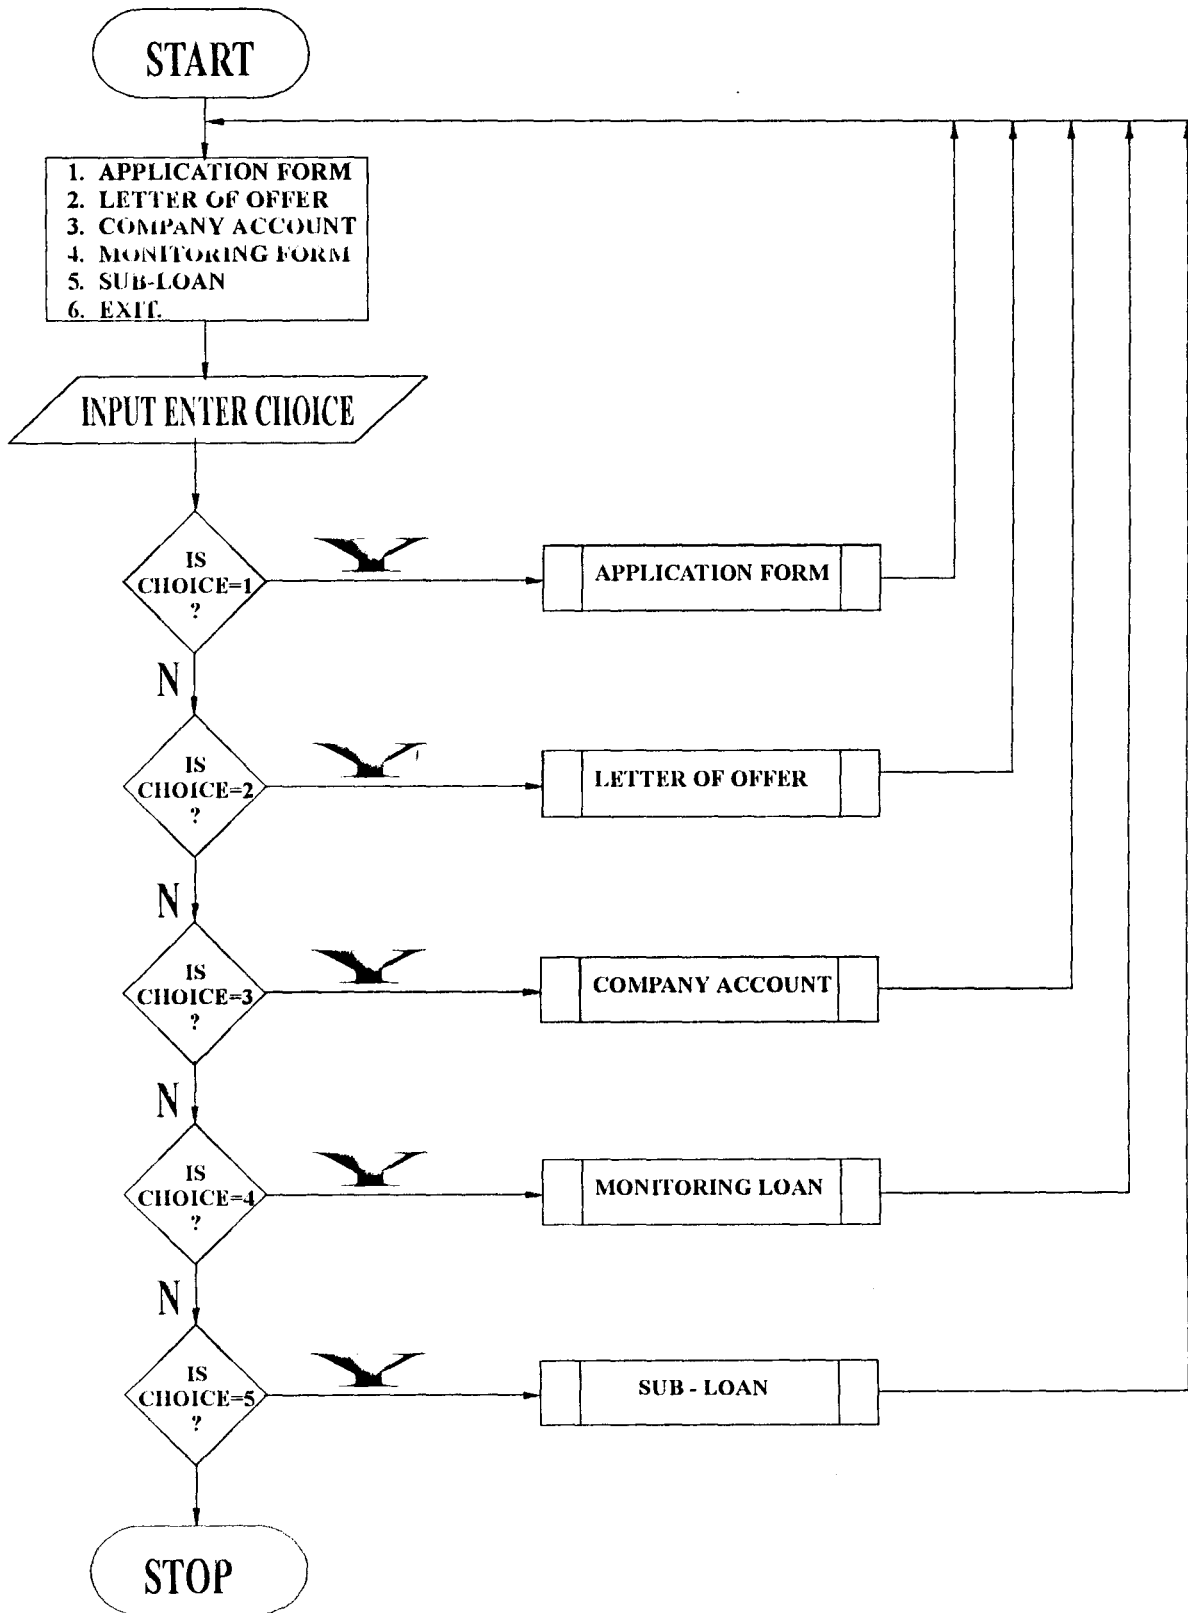 START
1. APPLICATION FORM
2. LETTER OF OFFER
3. COMPANY ACCOUNT
4. MONITORING FORM
5. SUB-LOAN
6. EXIT.
INPUT ENTER CHOICE
IS
CHOICE=1
?
Y
APPLICATION FORM
N
IS
CHOICE=2
?
Y
LETTER OF OFFER
N
IS
CHOICE=3
?
Y
COMPANY ACCOUNT
N
IS
CHOICE=4
?
Y
MONITORING LOAN
N
IS
CHOICE=5
?
Y
SUB - LOAN
STOP